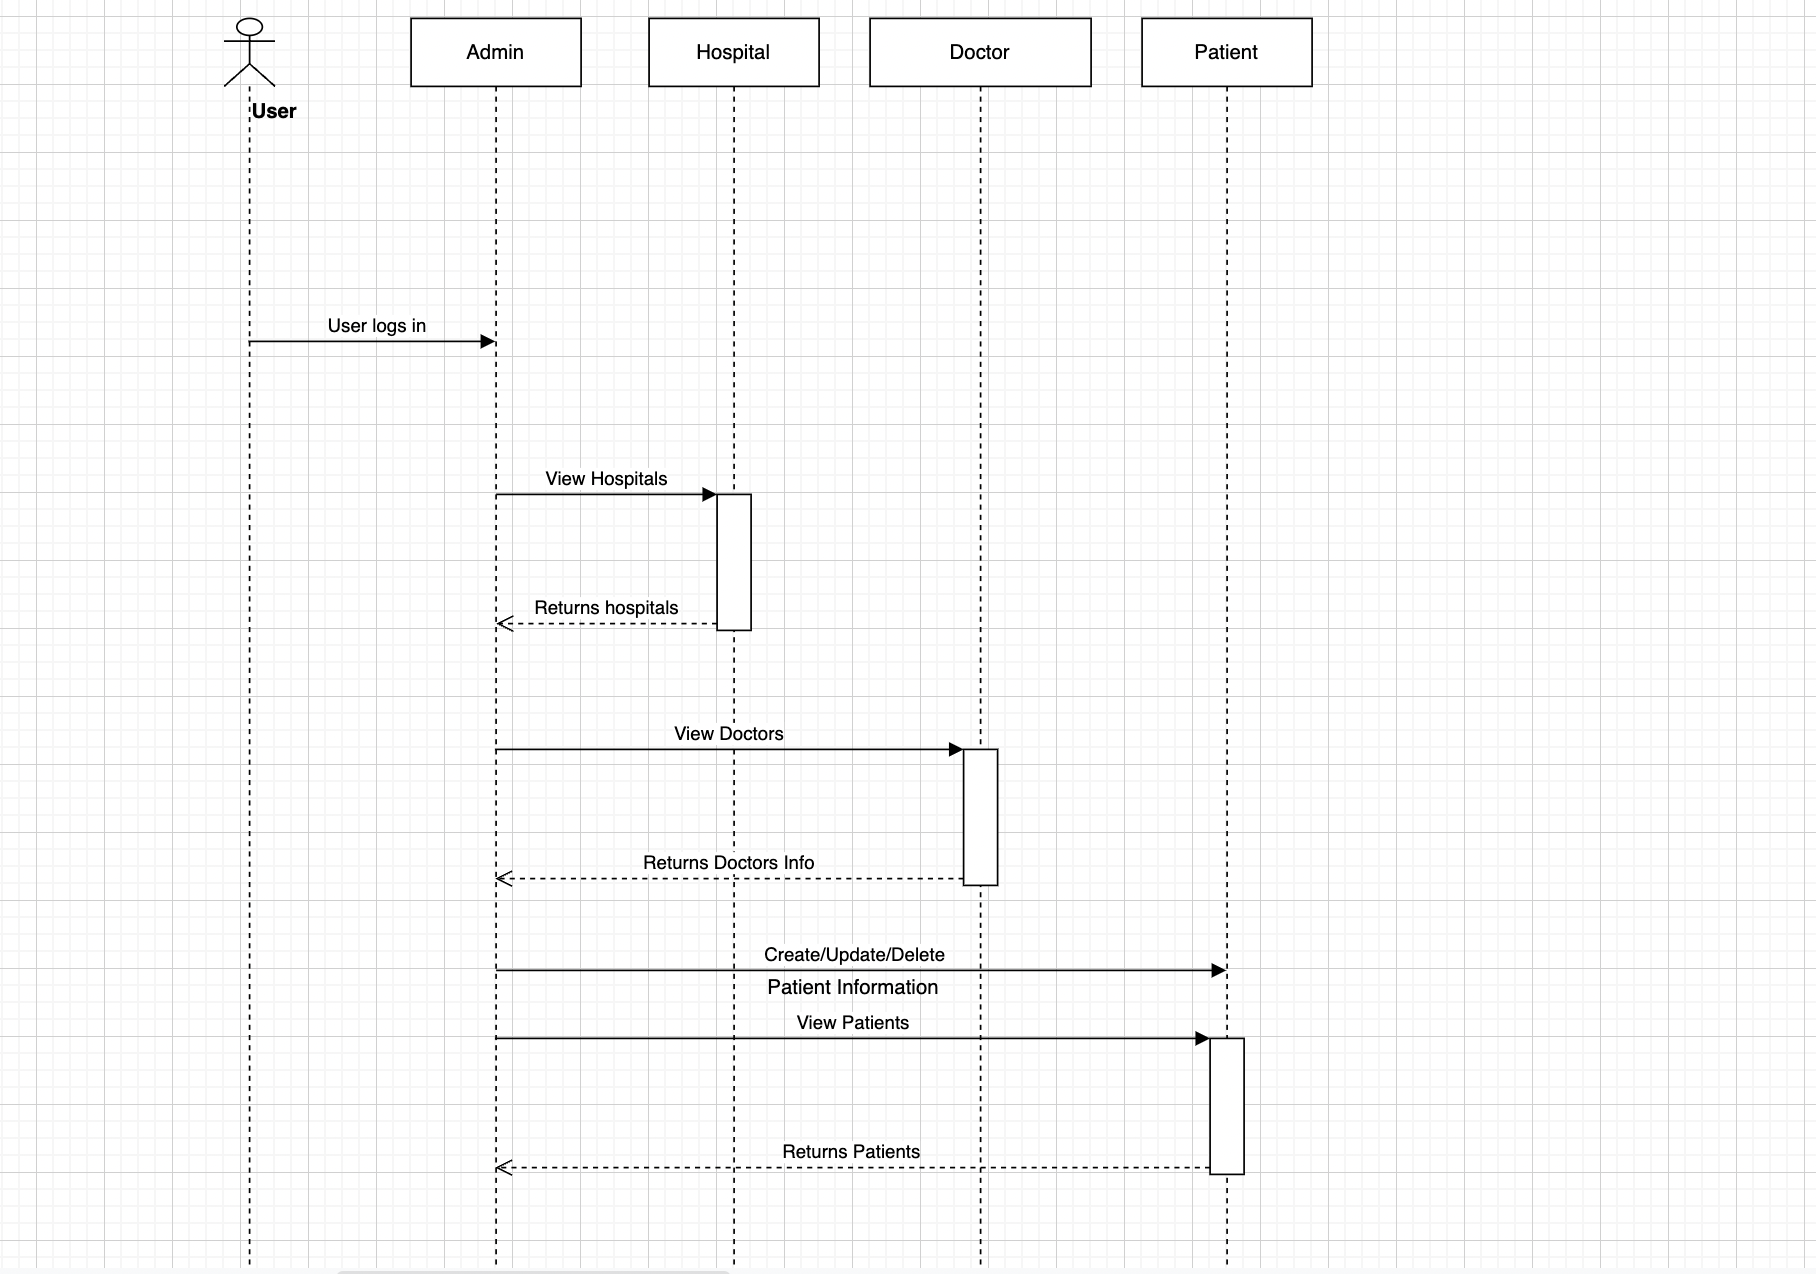 Admin
Hospital
Doctor
Patient
User
User logs in
View Hospitals
Returns hospitals
View Doctors
Returns Doctors Info
Create/Update/Delete
Patient Information
View Patients
Returns Patients